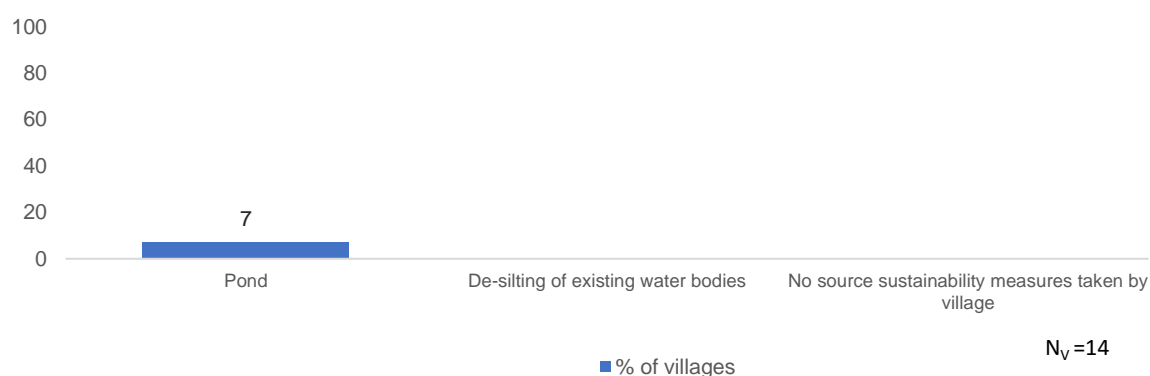 100
80
60
40
20
0
7
Pond
De-silting of existing water bodies
No source sustainability measures taken by
village
N_V =14
% of villages